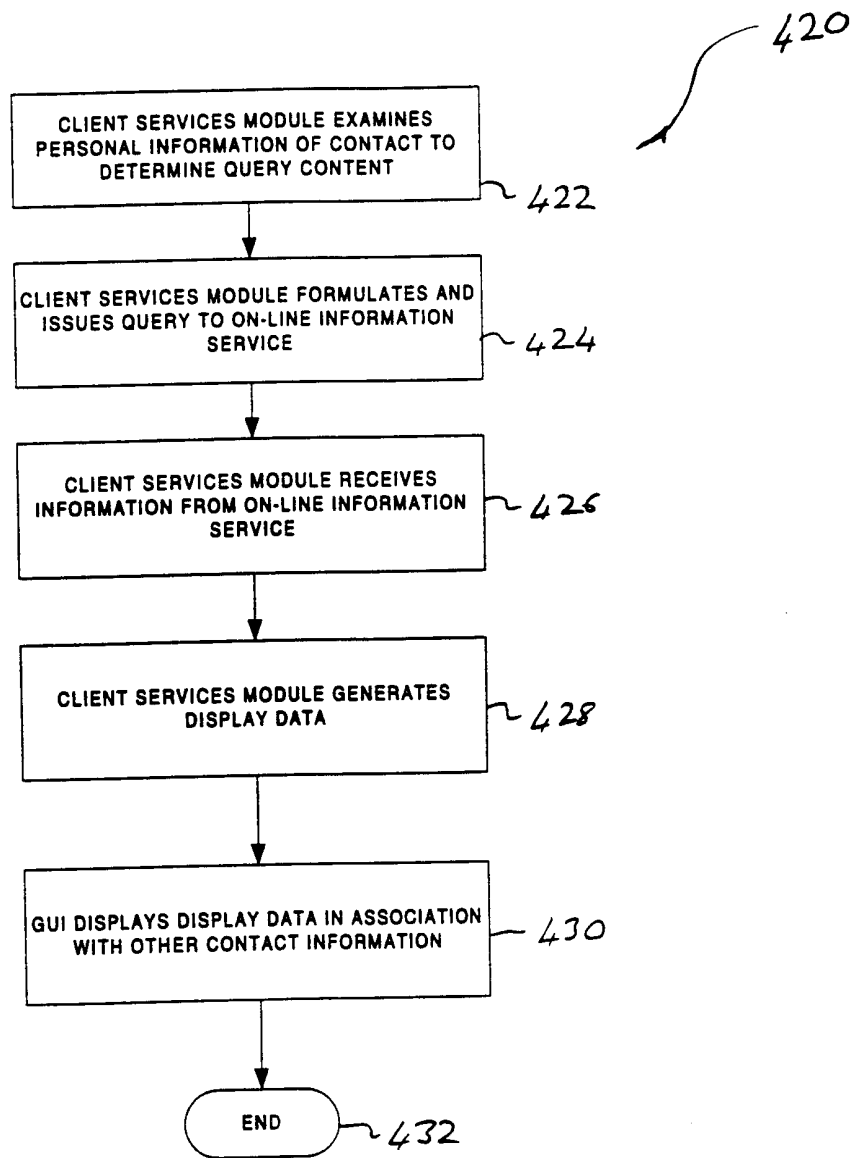 420
CLIENT SERVICES MODULE EXAMINES
PERSONAL INFORMATION OF CONTACT TO
DETERMINE QUERY CONTENT
422
CLIENT SERVICES MODULE FORMULATES AND
ISSUES QUERY TO ON-LINE INFORMATION
SERVICE
424
CLIENT SERVICES MODULE RECEIVES
INFORMATION FROM ON-LINE INFORMATION
SERVICE
426
CLIENT SERVICES MODULE GENERATES
DISPLAY DATA
428
GUI DISPLAYS DISPLAY DATA IN ASSOCIATION
WITH OTHER CONTACT INFORMATION
430
END
432